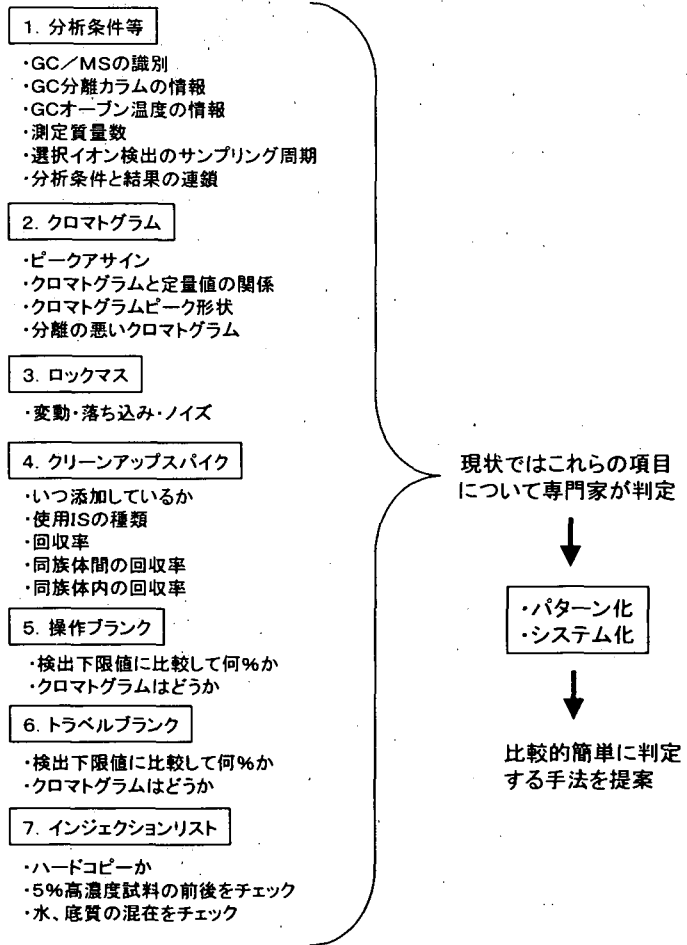 1. 分析条件等
・GC／MSの識別
・GC分離カラムの情報
・GCオーブン温度の情報
・測定質量数
・選択イオン検出のサンプリング周期
・分析条件と結果の連鎖
2. クロマトグラム
・ピークアサイン
・クロマトグラムと定量値の関係
・クロマトグラムピーク形状
・分離の悪いクロマトグラム
3. ロックマス
・変動・落ち込み・ノイズ
4. クリーンアップスパイク
・いつ添加しているか
・使用ISの種類
・回収率
・同族体間の回収率
・同族体内の回収率
5. 操作ブランク
・検出下限値に比較して何%か
・クロマトグラムはどうか
6. トラベルブランク
・検出下限値に比較して何%か
・クロマトグラムはどうか
7. インジェクションリスト
・ハードコピーか
・5%高濃度試料の前後をチェック
・水、底質の混在をチェック
現状ではこれらの項目
について専門家が判定
・パターン化
・システム化
比較的簡単に判定
する手法を提案